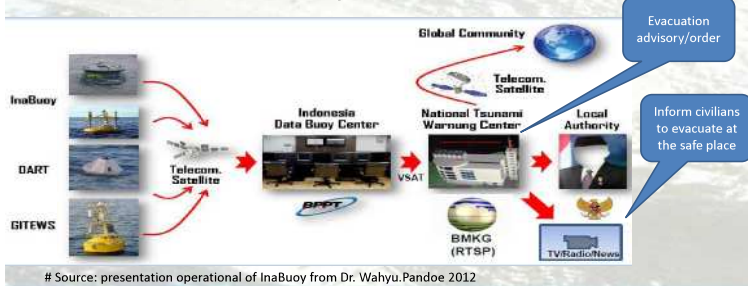 Evacuation
advisory/order
Global Community
Telecom.
Satellite
InaBuoy
DART
GITEWS
Telecom.
Satellite
Indonesia
Data Buoy Center
BPPT
VSAT
National Tsunami
Warnung Center
BMKG
(RTSP)
Local
Authority
TV/Radio/News
Inform civilians
to evacuate at
the safe place
# Source: presentation operational of InaBuoy from Dr. Wahyu.Pandoe 2012